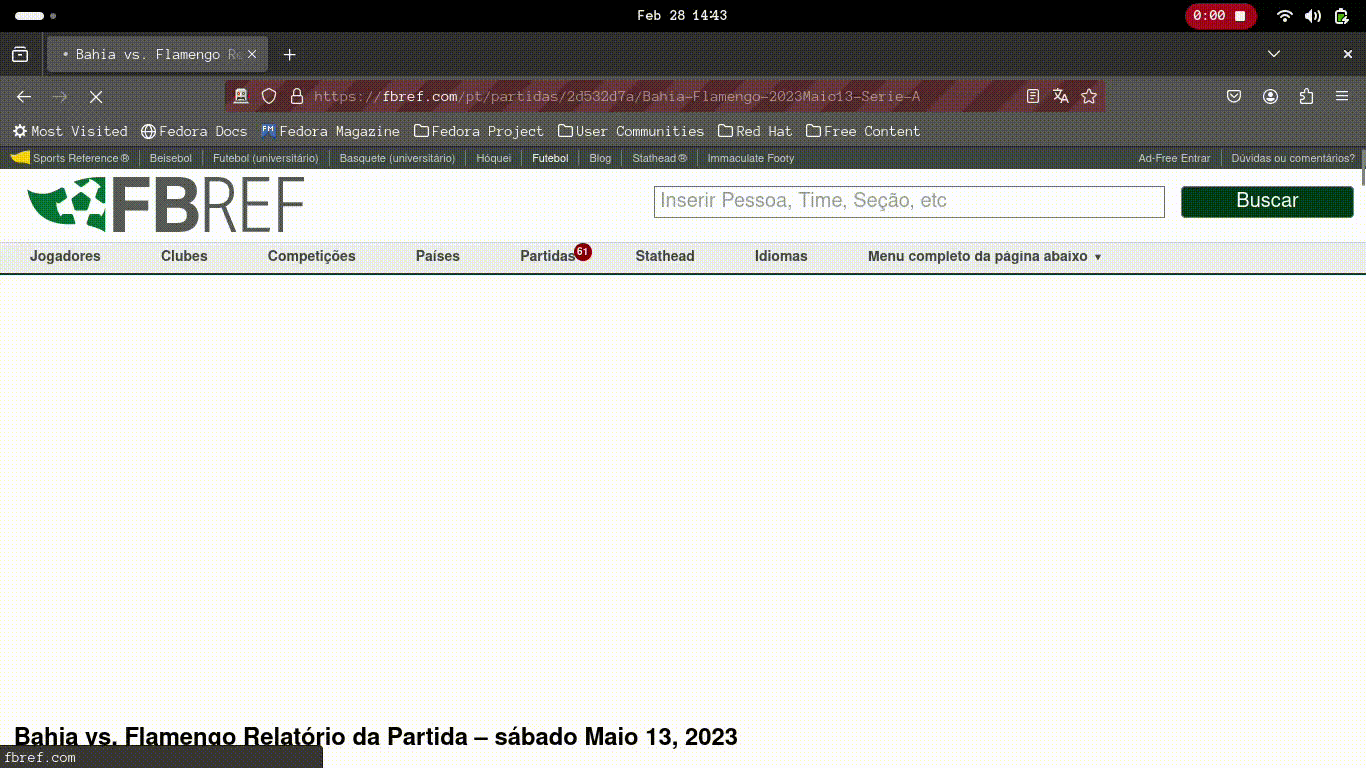 Feb 28 14:43
0:00
Bahia vs. Flamengo Re
https://fbref.com/pt/partidas/2d532d7a/Bahia-Flamengo-2023Maio13-Serie-A
Most Visited Fedora Docs Fedora Magazine Fedora Project User Communities Red Hat Free Content
Sports Reference® Beisebol Futebol (universitário) Basquete (universitário) Hóquei Futebol Blog Stathead® Immaculate Footy Ad-Free Entrar Dúvidas ou comentários?
FBREF Inserir Pessoa, Time, Seção, etc Buscar
Jogadores Clubes Competições Países Partidas 61 Stathead Idiomas Menu completo da página abaixo ▼
Bahia vs. Flamengo Relatório da Partida – sábado Maio 13, 2023
fbref.com